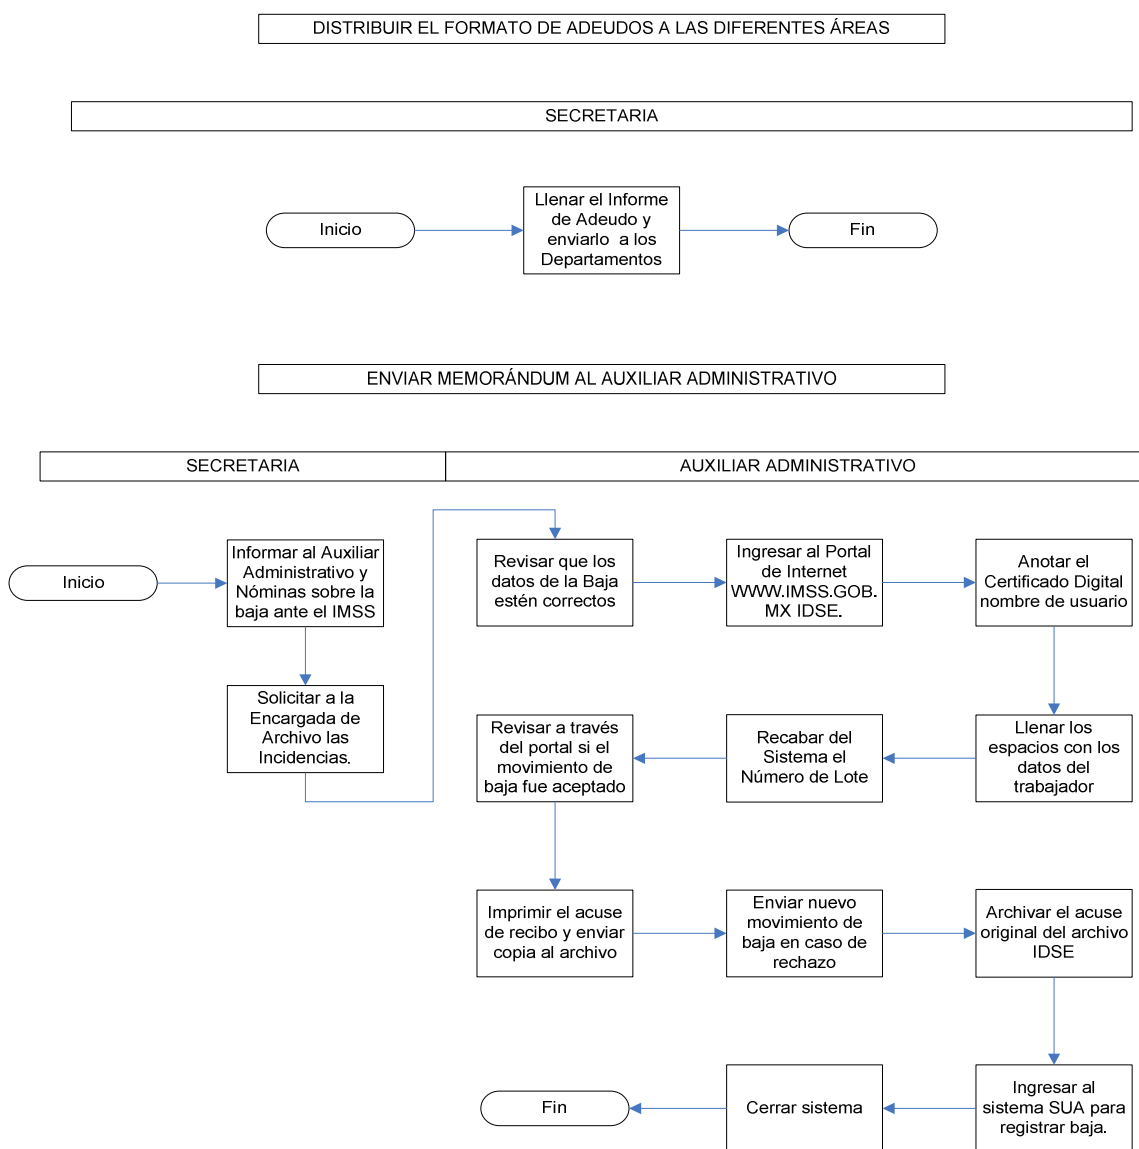 DISTRIBUIR EL FORMATO DE ADEUDOS A LAS DIFERENTES ÁREAS
SECRETARIA
Inicio
Llenar el Informe
de Adeudo y
enviarlo a los
Departamentos
Fin
ENVIAR MEMORÁNDUM AL AUXILIAR ADMINISTRATIVO
SECRETARIA
AUXILIAR ADMINISTRATIVO
Inicio
Informar al Auxiliar
Administrativo y
Nóminas sobre la
baja ante el IMSS
Solicitar a la
Encargada de
Archivo las
Incidencias.
Revisar que los
datos de la Baja
estén correctos
Ingresar al Portal
de Internet
WWW.IMSS.GOB.
MX IDSE.
Anotar el
Certificado Digital
nombre de usuario
Llenar los
espacios con los
datos del
trabajador
Recabar del
Sistema el
Número de Lote
Revisar a través
del portal si el
movimiento de
baja fue aceptado
Imprimir el acuse
de recibo y enviar
copia al archivo
Enviar nuevo
movimiento de
baja en caso de
rechazo
Archivar el acuse
original del archivo
IDSE
Ingresar al
sistema SUA para
registrar baja.
Cerrar sistema
Fin